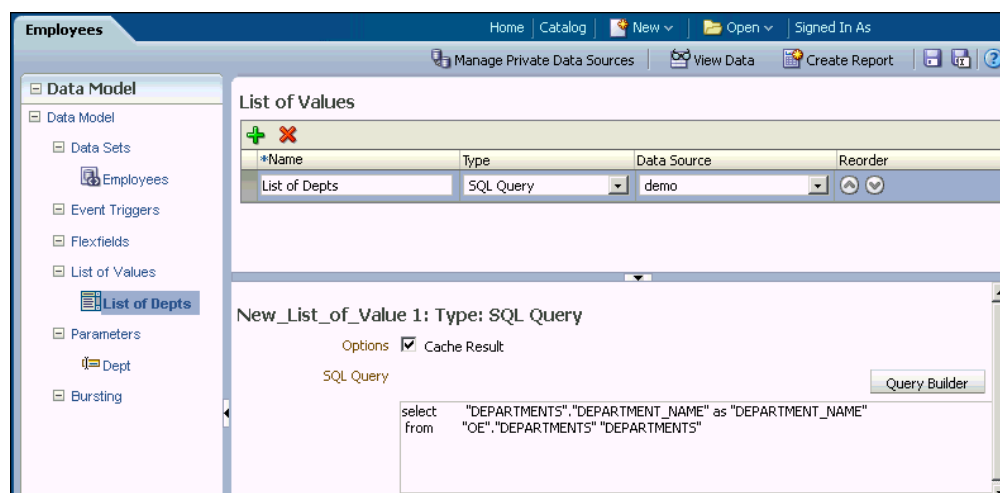 Employees
Home Catalog New Open Signed In As
Manage Private Data Sources View Data Create Report
Data Model
Data Model
Data Sets
Employees
Event Triggers
Flexfields
List of Values
List of Depts
Parameters
Dept
Bursting
List of Values
*Name Type Data Source Reorder
List of Depts SQL Query demo
New_List_of_Value 1: Type: SQL Query
Options Cache Result
SQL Query
Query Builder
select "DEPARTMENTS"."DEPARTMENT_NAME" as "DEPARTMENT_NAME"
from "OE"."DEPARTMENTS" "DEPARTMENTS"